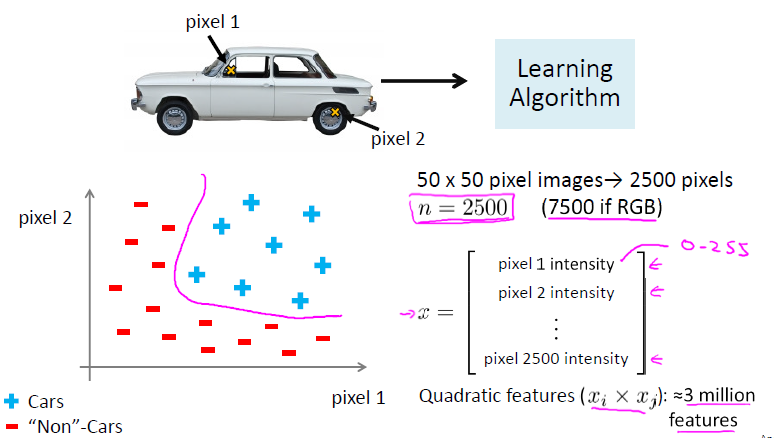 pixel 1
Learning
Algorithm
pixel 2
50 x 50 pixel images→ 2500 pixels
n = 2500 (7500 if RGB)
pixel 2
0-255
pixel 1 intensity
pixel 2 intensity
⋮
pixel 2500 intensity
→x =
pixel 1
Quadratic features (xᵢ × xⱼ): ≈3 million
features
+ Cars
- "Non"-Cars